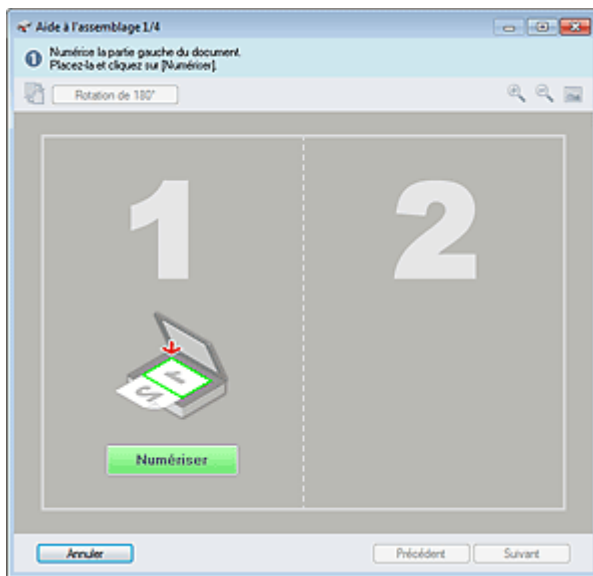 Aide à l'assemblage 1/4
1 Numérise la partie gauche du document.
Placez-la et cliquez sur [Numériser].
Rotation de 180°
1 2
Numériser
Annuler Précédent Suivant